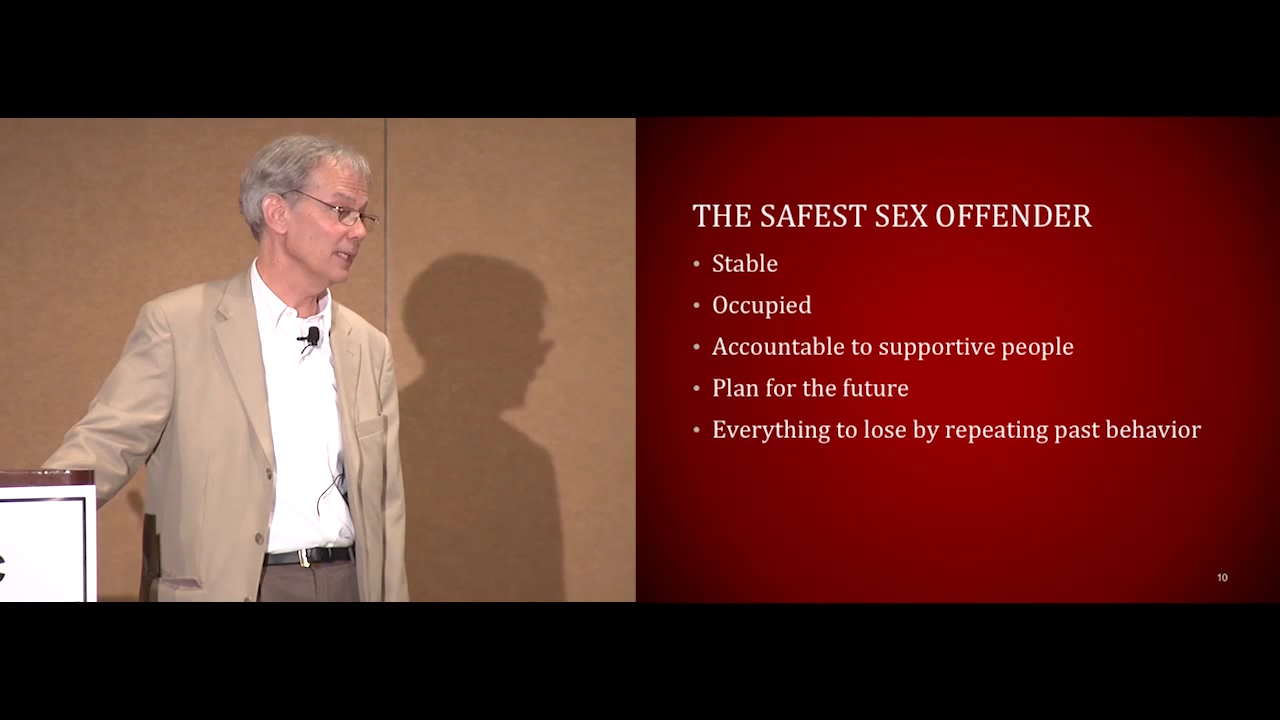 THE SAFEST SEX OFFENDER
• Stable
• Occupied
• Accountable to supportive people
• Plan for the future
• Everything to lose by repeating past behavior
10